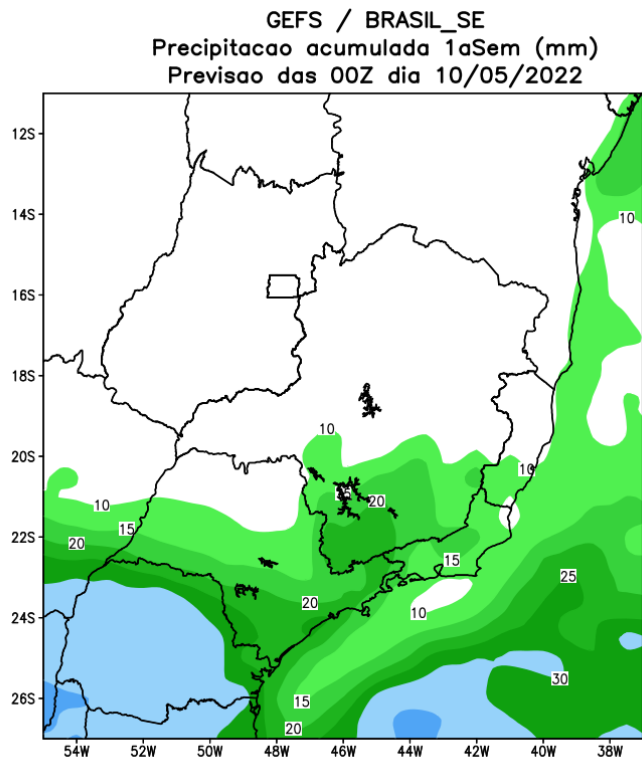 GEFS / BRASIL_SE
Precipitacao acumulada 1aSem (mm)
Previsao das 00Z dia 10/05/2022
12S
14S
16S
18S
20S
22S
24S
26S
10
10
10
10
15
20
20
15
25
20
10
30
15
20
54W
52W
50W
48W
46W
44W
42W
40W
38W